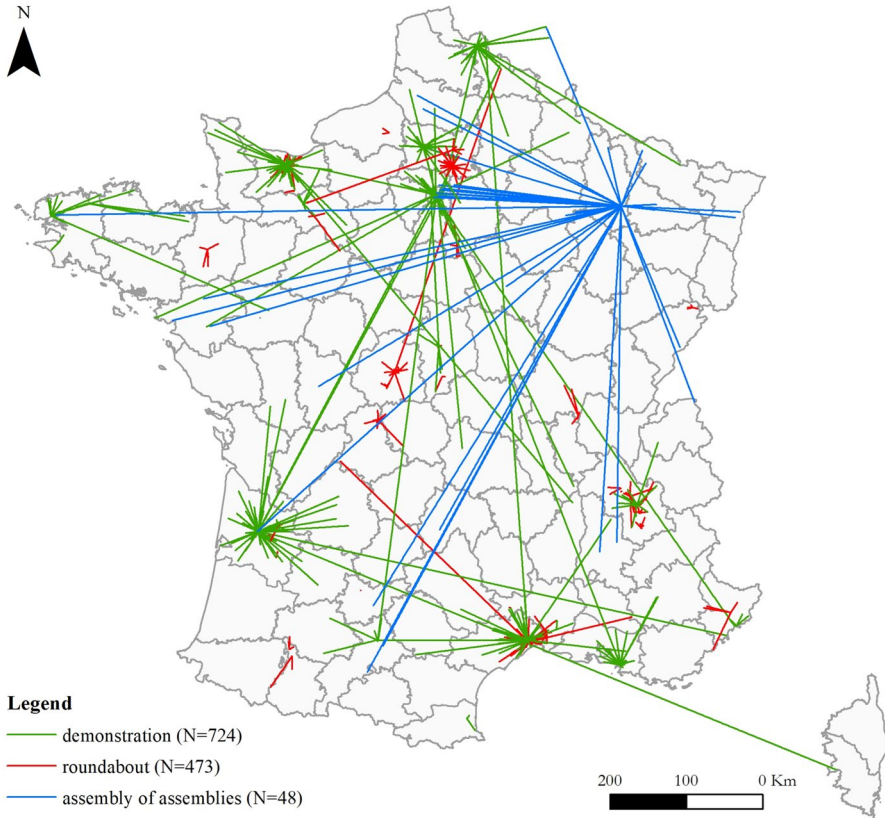 N
Legend
demonstration (N=724)
roundabout (N=473)
assembly of assemblies (N=48)
200 100 0 Km